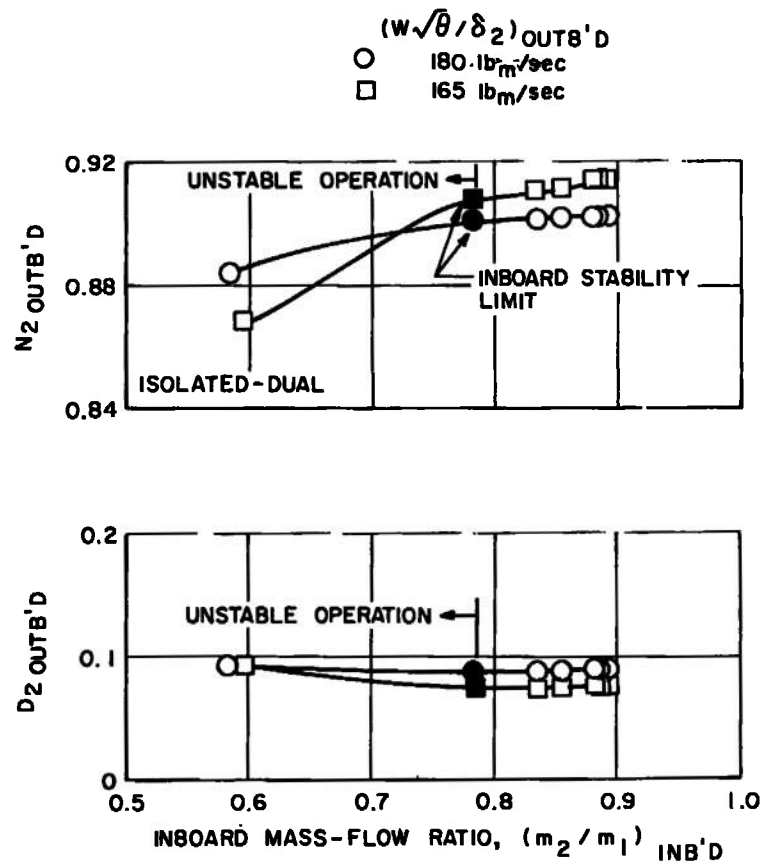 (W√θ/δ2) OUTB'D
○ 180 lbm/sec
□ 165 lbm/sec
0.92
UNSTABLE OPERATION
N2 OUTB'D
0.88
INBOARD STABILITY
LIMIT
ISOLATED-DUAL
0.84
0.2
UNSTABLE OPERATION
D2 OUTB'D
0.1
0
0.5 0.6 0.7 0.8 0.9 1.0
INBOARD MASS-FLOW RATIO, (m2/m1) INB'D